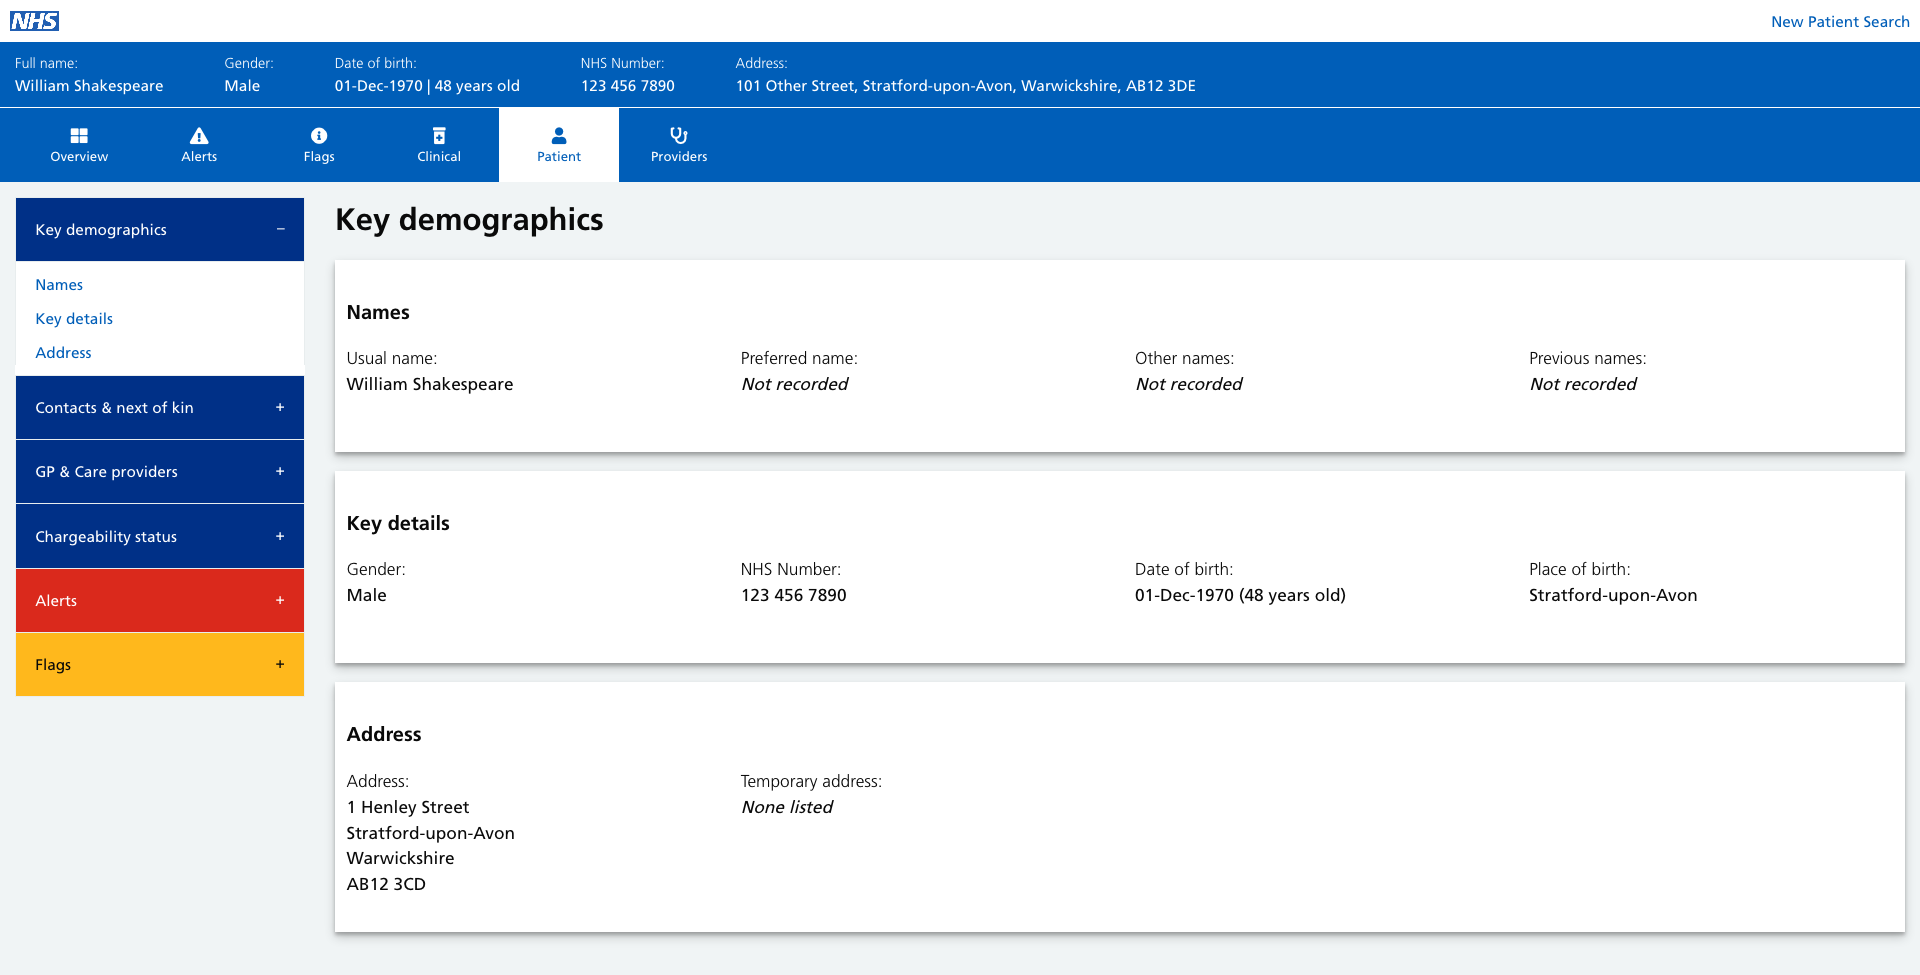 NHS
New Patient Search
Full name:
William Shakespeare
Gender:
Male
Date of birth:
01-Dec-1970 | 48 years old
NHS Number:
123 456 7890
Address:
101 Other Street, Stratford-upon-Avon, Warwickshire, AB12 3DE
Overview
Alerts
Flags
Clinical
Patient
Providers
Key demographics −
Names
Key details
Address
Contacts & next of kin +
GP & Care providers +
Chargeability status +
Alerts +
Flags +
Key demographics
Names
Usual name:
William Shakespeare
Preferred name:
Not recorded
Other names:
Not recorded
Previous names:
Not recorded
Key details
Gender:
Male
NHS Number:
123 456 7890
Date of birth:
01-Dec-1970 (48 years old)
Place of birth:
Stratford-upon-Avon
Address
Address:
1 Henley Street
Stratford-upon-Avon
Warwickshire
AB12 3CD
Temporary address:
None listed